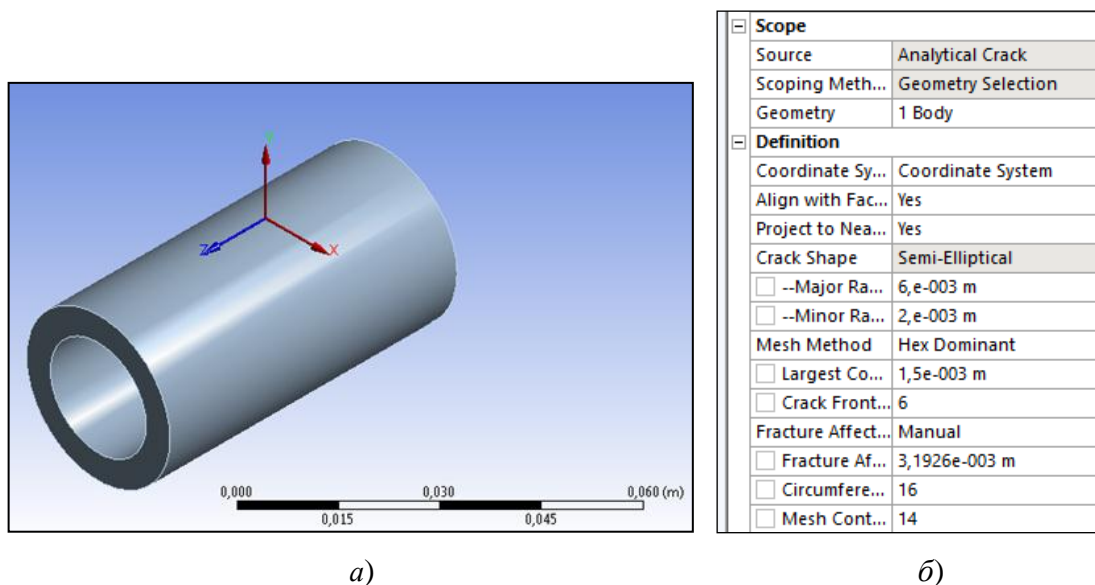 Y
Z
X
0,000
0,030
0,060 (m)
0,015
0,045
а)
Scope
Source Analytical Crack
Scoping Meth... Geometry Selection
Geometry 1 Body
Definition
Coordinate Sy... Coordinate System
Align with Fac... Yes
Project to Nea... Yes
Crack Shape Semi-Elliptical
--Major Ra... 6,e-003 m
--Minor Ra... 2,e-003 m
Mesh Method Hex Dominant
Largest Co... 1,5e-003 m
Crack Front... 6
Fracture Affect... Manual
Fracture Af... 3,1926e-003 m
Circumfere... 16
Mesh Cont... 14
б)